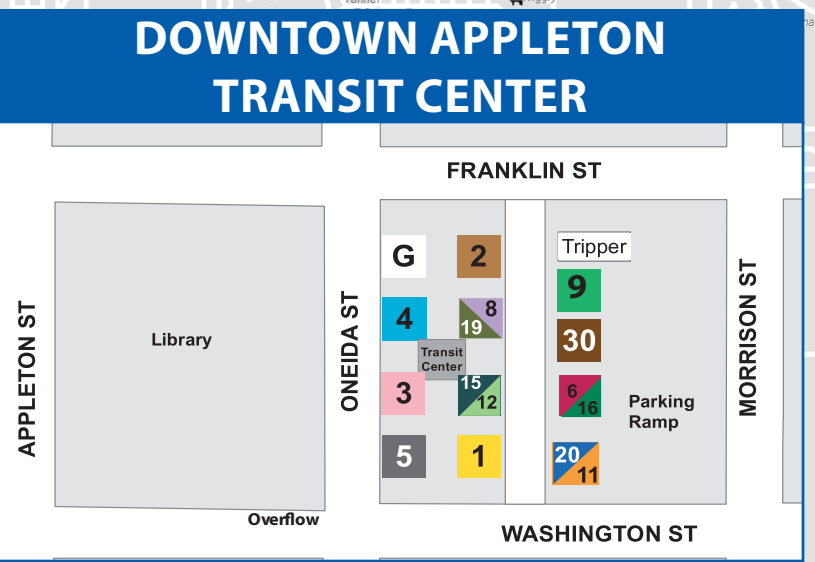 DOWNTOWN APPLETON
TRANSIT CENTER
FRANKLIN ST
APPLETON ST
Library
Overflow
ONEIDA ST
G
2
4
8
19
Transit
Center
3
15
12
5
1
Tripper
9
30
6
16
20
11
Parking
Ramp
MORRISON ST
WASHINGTON ST